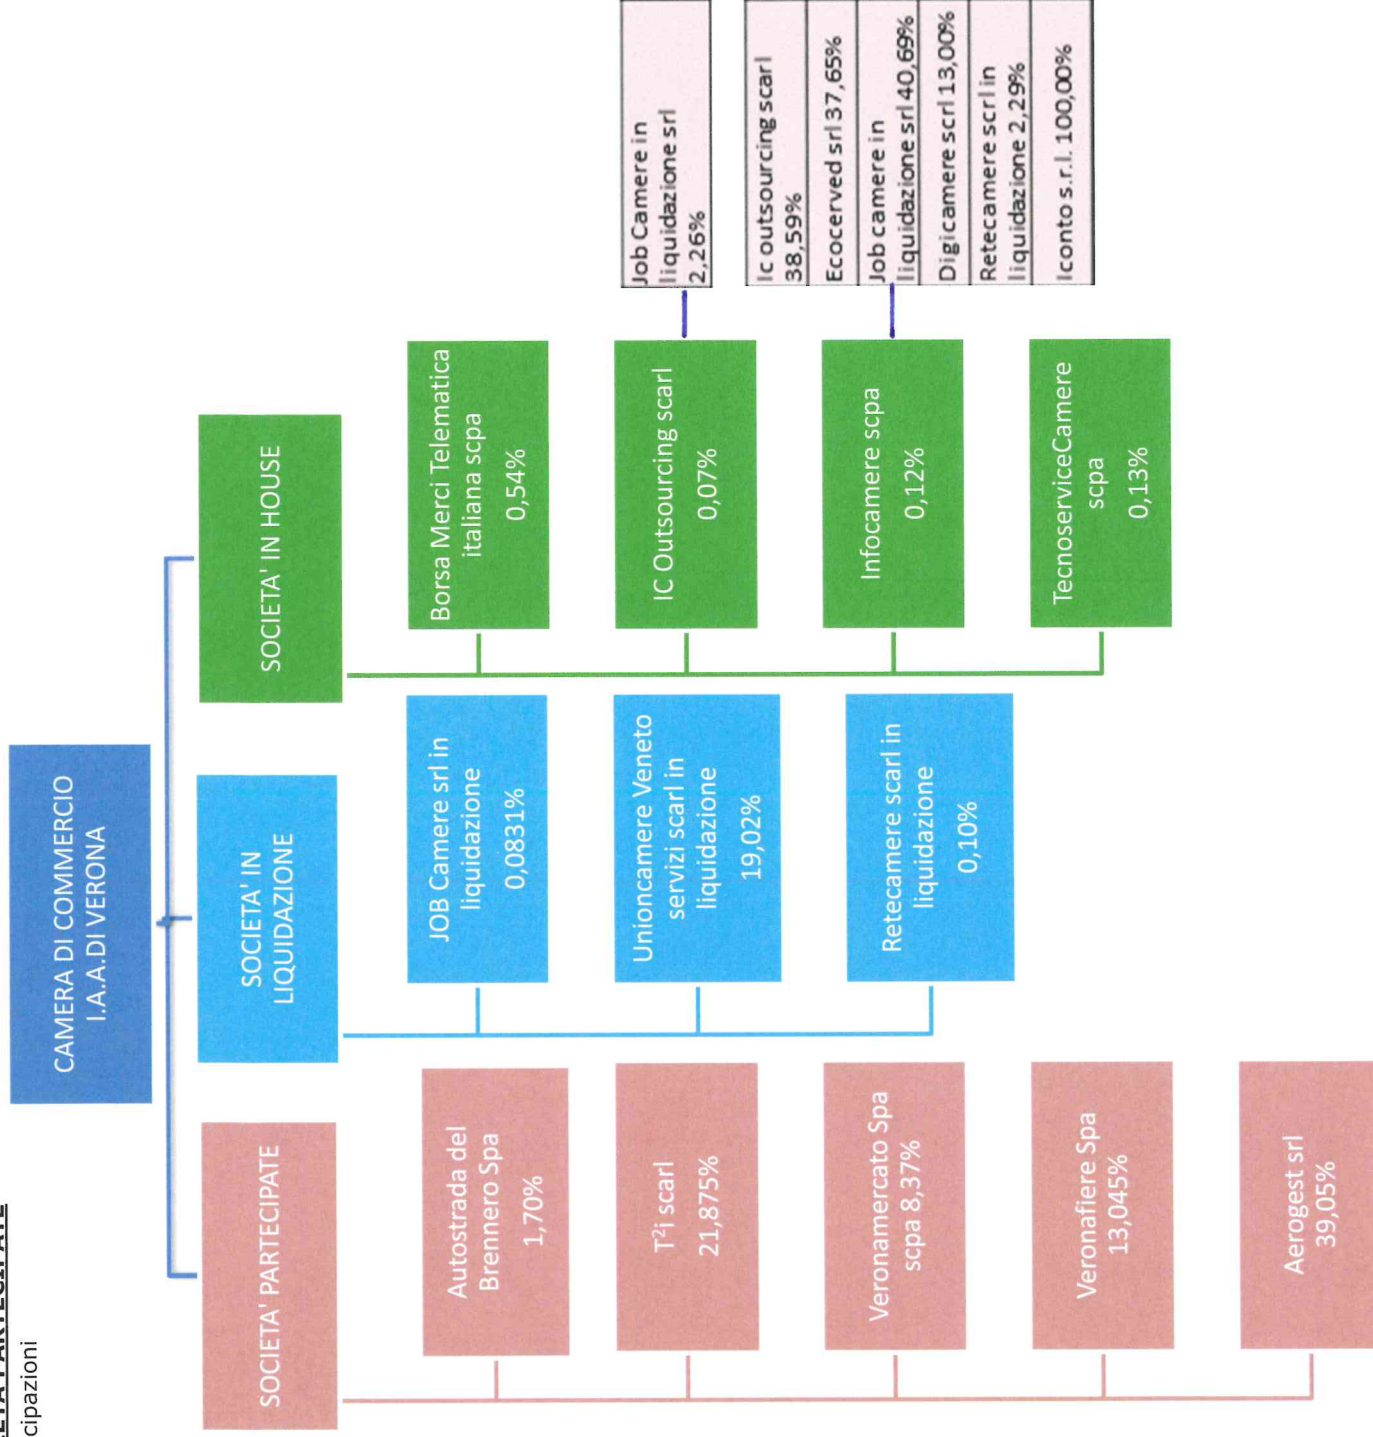 cipazioni
CAMERA DI COMMERCIO
I.A.A.DI VERONA
SOCIETA' PARTECIPATE
Autostrada del
Brennero Spa
1,70%
T²i scarl
21,875%
Veronamercato Spa
scpa 8,37%
Veronafiere Spa
13,045%
Aerogest srl
39,05%
SOCIETA' IN
LIQUIDAZIONE
JOB Camere srl in
liquidazione
0,0831%
Unioncamere Veneto
servizi scarl in
liquidazione
19,02%
Retecamere scarl in
liquidazione
0,10%
SOCIETA' IN HOUSE
Borsa Merci Telematica
italiana scpa
0,54%
IC Outsourcing scarl
0,07%
Infocamere scpa
0,12%
TecnoserviceCamere
scpa
0,13%
Job Camere in
liquidazione srl
2,26%
Ic outsourcing scarl
38,59%
Ecocerved srl 37,65%
Job camere in
liquidazione srl 40,69%
Digicamere scrl 13,00%
Retecamere scrl in
liquidazione 2,29%
Iconto s.r.l. 100,00%